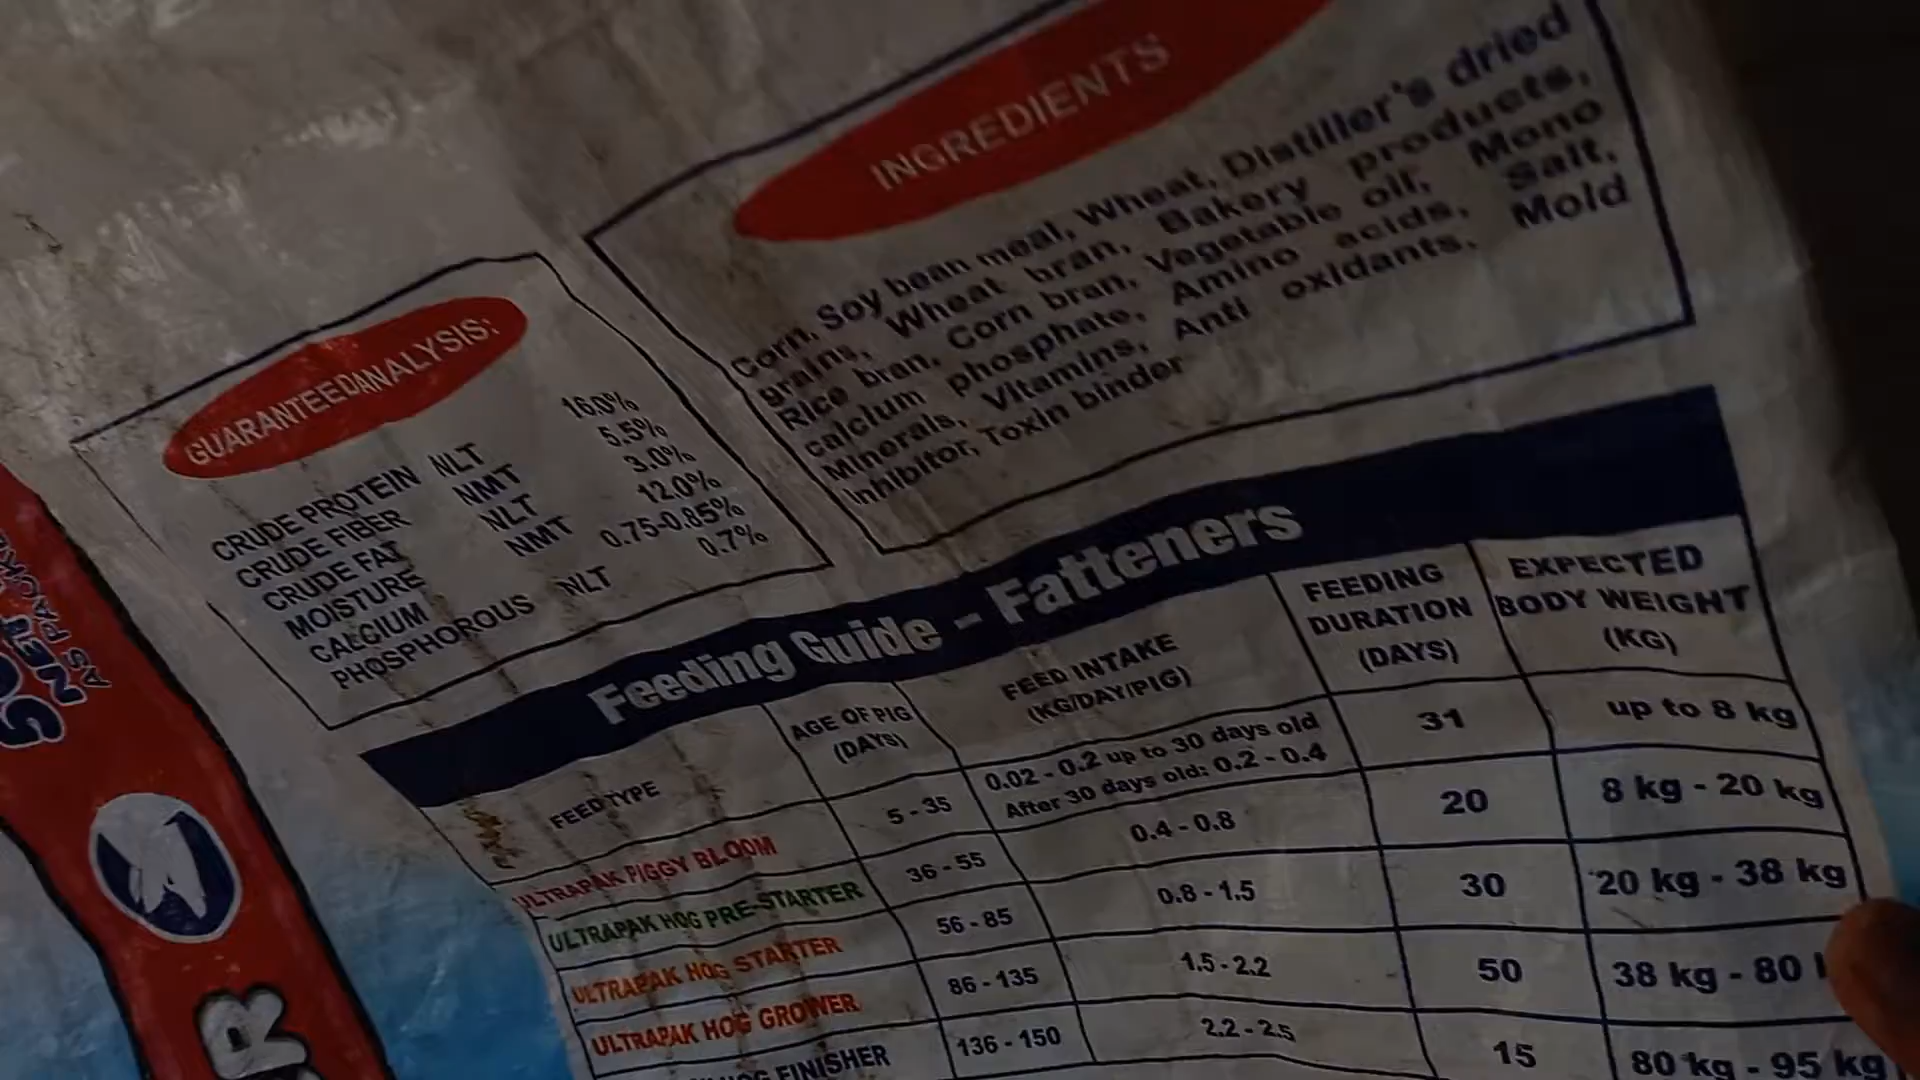 GUARANTEED ANALYSIS:
CRUDE PROTEIN NLT 16.0%
CRUDE FIBER NMT 5.5%
CRUDE FAT NLT 3.0%
MOISTURE NMT 12.0%
CALCIUM 0.75-0.85%
PHOSPHOROUS NLT 0.7%
INGREDIENTS
Corn, Soy bean meal, Wheat, Distiller's dried
grains, Wheat bran, Bakery products,
Rice bran, Corn bran, Vegetable oil, Mono
calcium phosphate, Amino acids, Salt,
Minerals, Vitamins, Anti oxidants, Mold
Inhibitor, Toxin binder
NET
Feeding Guide - Fatteners
FEED TYPE
AGE OF PIG
(DAYS)
FEED INTAKE
(KG/DAY/PIG)
FEEDING
DURATION
(DAYS)
EXPECTED
BODY WEIGHT
(KG)
ULTRAPAK PIGGY BLOOM 5 - 35 0.02 - 0.2 up to 30 days old 31 up to 8 kg
After 30 days old: 0.2 - 0.4
ULTRAPAK HOG PRE-STARTER 36 - 55 0.4 - 0.8 20 8 kg - 20 kg
ULTRAPAK HOG STARTER 56 - 85 0.8 - 1.5 30 20 kg - 38 kg
ULTRAPAK HOG GROWER 86 - 135 1.5 - 2.2 50 38 kg - 80
HOG FINISHER 136 - 150 2.2 - 2.5 15 80 kg - 95 kg